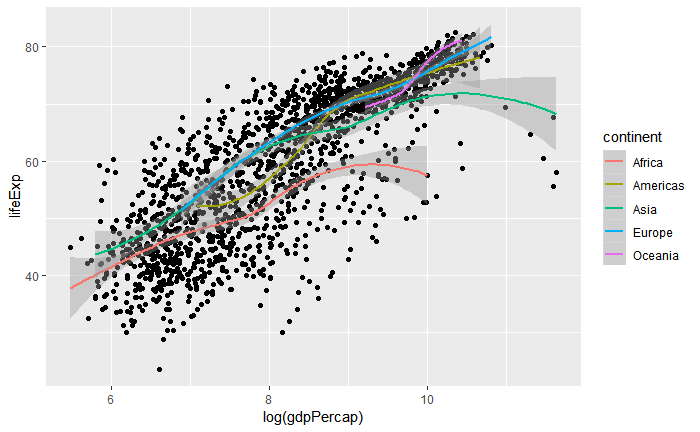 80
60
40
lifeExp
6
8
10
log(gdpPercap)
continent
Africa
Americas
Asia
Europe
Oceania